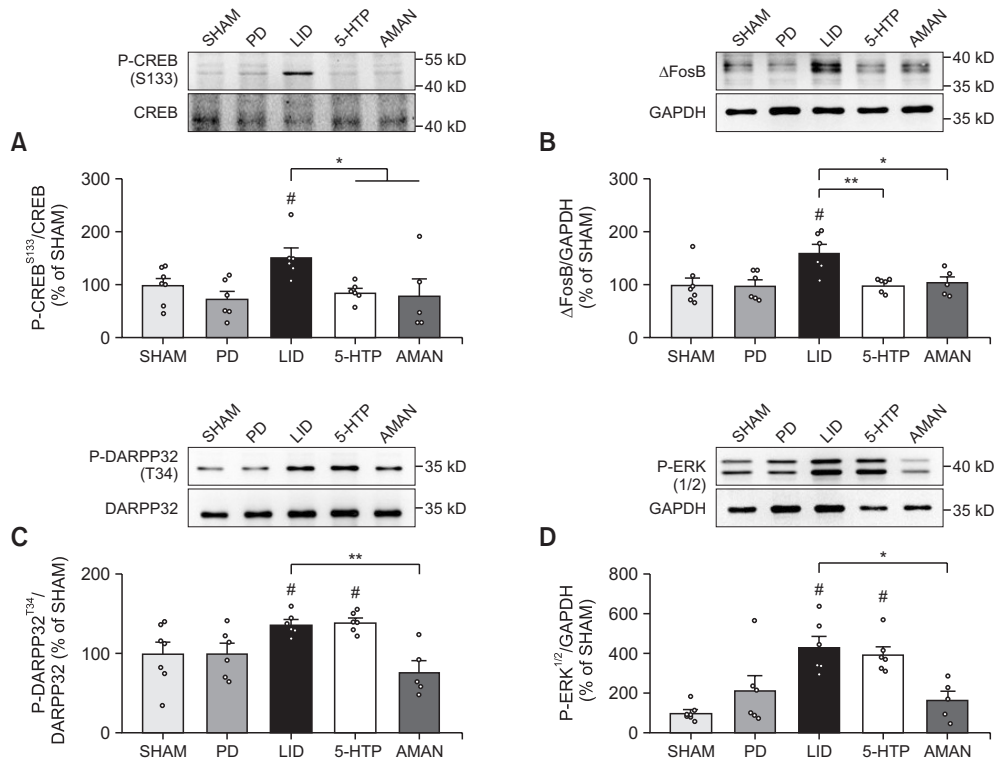 SHAM PD LID 5-HTP AMAN
P-CREB
(S133)
55 kD
40 kD
CREB
40 kD
A
P-CREB^S133/CREB
(% of SHAM)
300
200
100
0
*
#
SHAM PD LID 5-HTP AMAN
SHAM PD LID 5-HTP AMAN
ΔFosB
40 kD
35 kD
GAPDH
35 kD
B
ΔFosB/GAPDH
(% of SHAM)
300
200
100
0
*
**
#
SHAM PD LID 5-HTP AMAN
SHAM PD LID 5-HTP AMAN
P-DARPP32
(T34)
35 kD
DARPP32
35 kD
C
P-DARPP32^T34/
DARPP32 (% of SHAM)
200
100
0
**
# #
SHAM PD LID 5-HTP AMAN
SHAM PD LID 5-HTP AMAN
P-ERK
(1/2)
40 kD
GAPDH
35 kD
D
P-ERK^1/2/GAPDH
(% of SHAM)
800
600
400
200
0
*
# #
SHAM PD LID 5-HTP AMAN